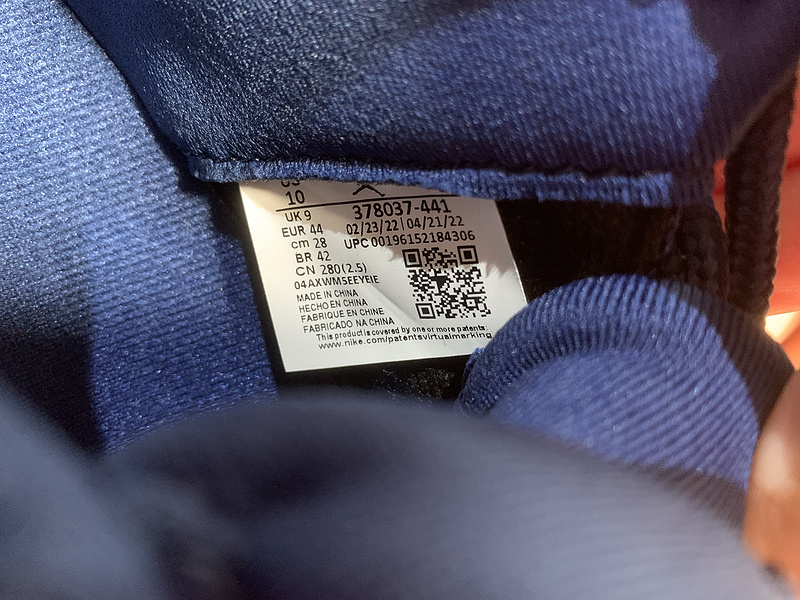 US
10
UK 9
EUR 44
cm 28
BR 42
CN 280(2.5)
04AXWM5EEYEIE
378037-441
02/23/22 | 04/21/22
UPC 00196152184306
MADE IN CHINA
HECHO EN CHINA
FABRIQUE EN CHINE
FABRICADO NA CHINA
This product is covered by one or more patents:
www.nike.com/patentsvirtualmarking